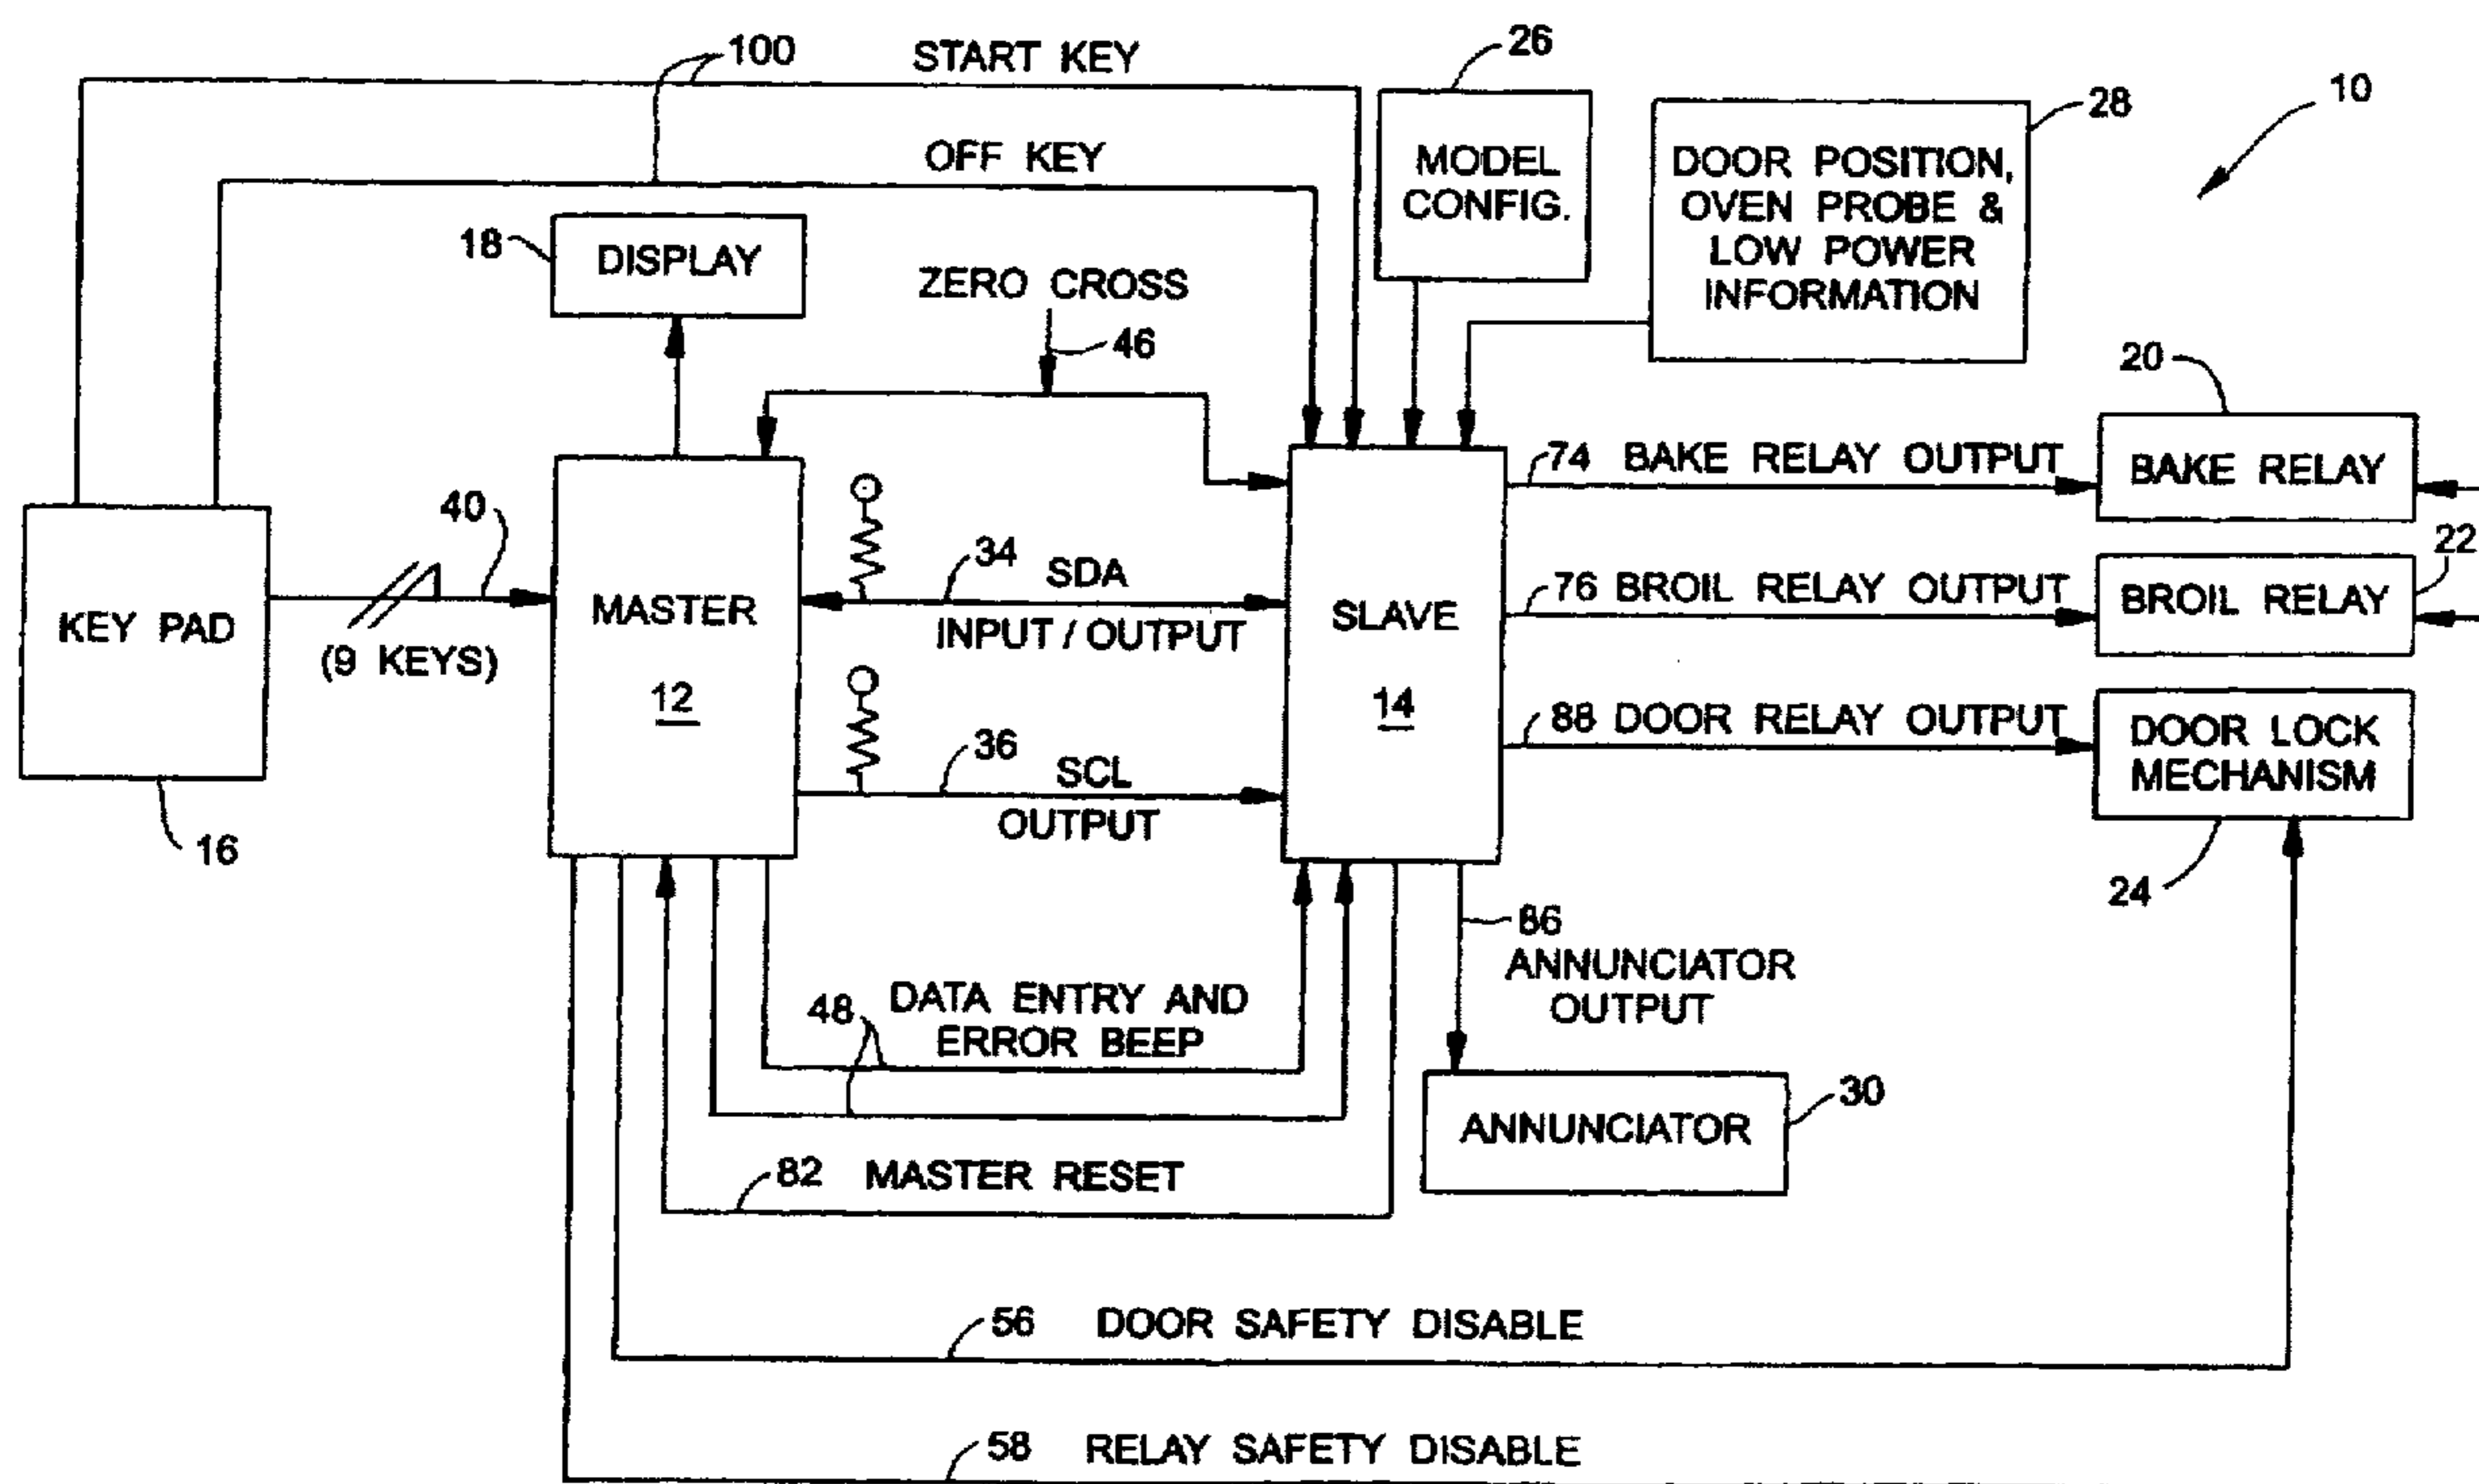 100 START KEY
26
10
28
OFF KEY
MODEL
CONFIG.
DOOR POSITION,
OVEN PROBE &
LOW POWER
INFORMATION
18 DISPLAY
ZERO CROSS
46
20
40
74 BAKE RELAY OUTPUT
BAKE RELAY
22
34 SDA
INPUT / OUTPUT
76 BROIL RELAY OUTPUT
BROIL RELAY
KEY PAD
(9 KEYS)
MASTER
12
SLAVE
14
88 DOOR RELAY OUTPUT
DOOR LOCK
MECHANISM
36 SCL
OUTPUT
16
24
86
ANNUNCIATOR
OUTPUT
48 DATA ENTRY AND
ERROR BEEP
ANNUNCIATOR
30
82 MASTER RESET
56 DOOR SAFETY DISABLE
58 RELAY SAFETY DISABLE